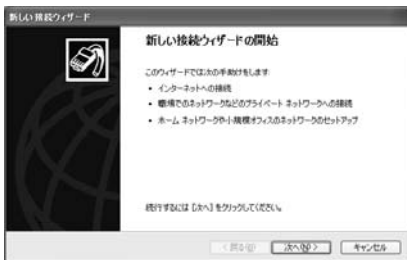 新しい接続ウィザード
新しい接続ウィザードの開始
このウィザードでは次の手助けをします:
• インターネットへの接続
• 職場でのネットワークなどのプライベート ネットワークへの接続
• ホーム ネットワークや小規模オフィスのネットワークのセットアップ
続行するには [次へ] をクリックしてください。
< 戻る(B) 次へ(N) > キャンセル